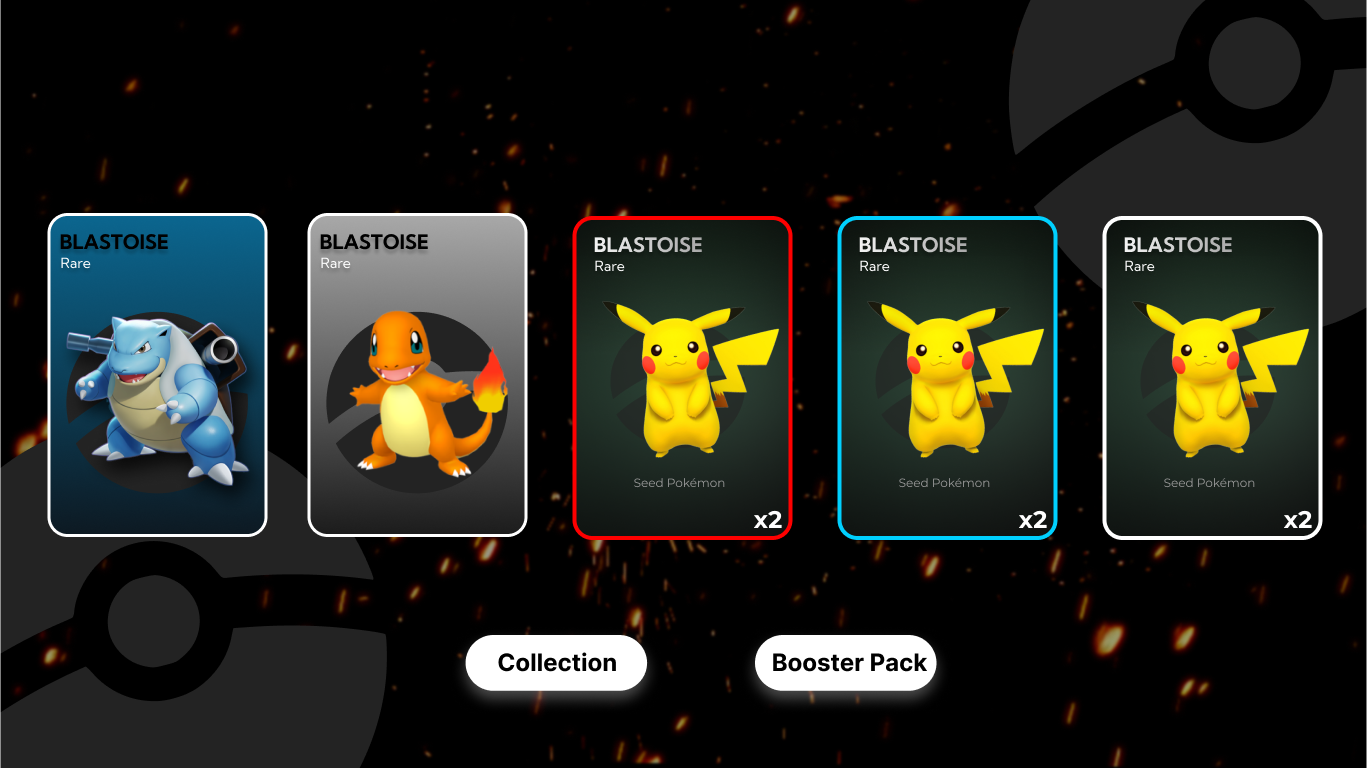 BLASTOISE
Rare
BLASTOISE
Rare
BLASTOISE
Rare
Seed Pokémon
x2
BLASTOISE
Rare
Seed Pokémon
x2
BLASTOISE
Rare
Seed Pokémon
x2
Collection
Booster Pack